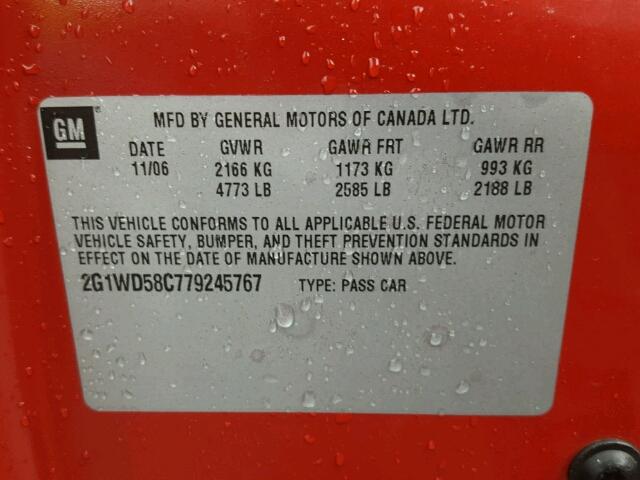 GM
MFD BY GENERAL MOTORS OF CANADA LTD.
DATE GVWR GAWR FRT GAWR RR
11/06 2166 KG 1173 KG 993 KG
4773 LB 2585 LB 2188 LB
THIS VEHICLE CONFORMS TO ALL APPLICABLE U.S. FEDERAL MOTOR
VEHICLE SAFETY, BUMPER, AND THEFT PREVENTION STANDARDS IN
EFFECT ON THE DATE OF MANUFACTURE SHOWN ABOVE.
2G1WD58C779245767 TYPE: PASS CAR